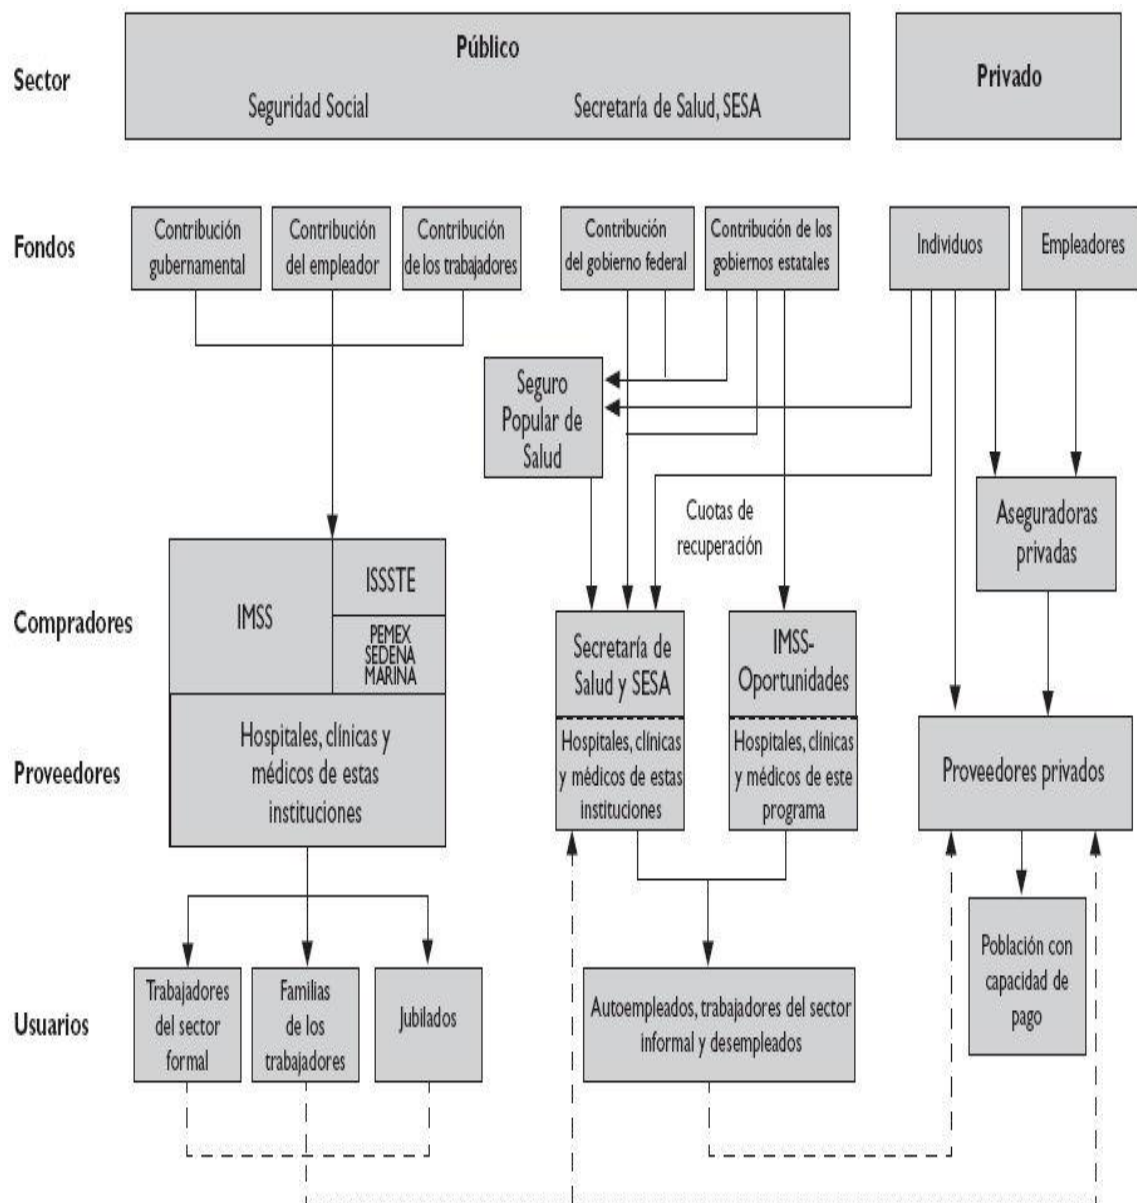 Sector
Público
Seguridad Social
Secretaría de Salud, SESA
Privado
Fondos
Contribución
gubernamental
Contribución
del empleador
Contribución
de los trabajadores
Contribución
del gobierno federal
Contribución de los
gobiernos estatales
Individuos
Empleadores
Seguro
Popular de
Salud
Cuotas de
recuperación
Aseguradoras
privadas
Compradores
IMSS
ISSSTE
PEMEX
SEDENA
MARINA
Secretaría de
Salud y SESA
IMSS-
Oportunidades
Proveedores
Hospitales, clínicas y
médicos de estas
instituciones
Hospitales, clínicas
y médicos de estas
instituciones
Hospitales, clínicas
y médicos de este
programa
Proveedores privados
Usuarios
Trabajadores
del sector
formal
Familias
de los
trabajadores
Jubilados
Autoempleados, trabajadores del sector
informal y desempleados
Población con
capacidad de
pago